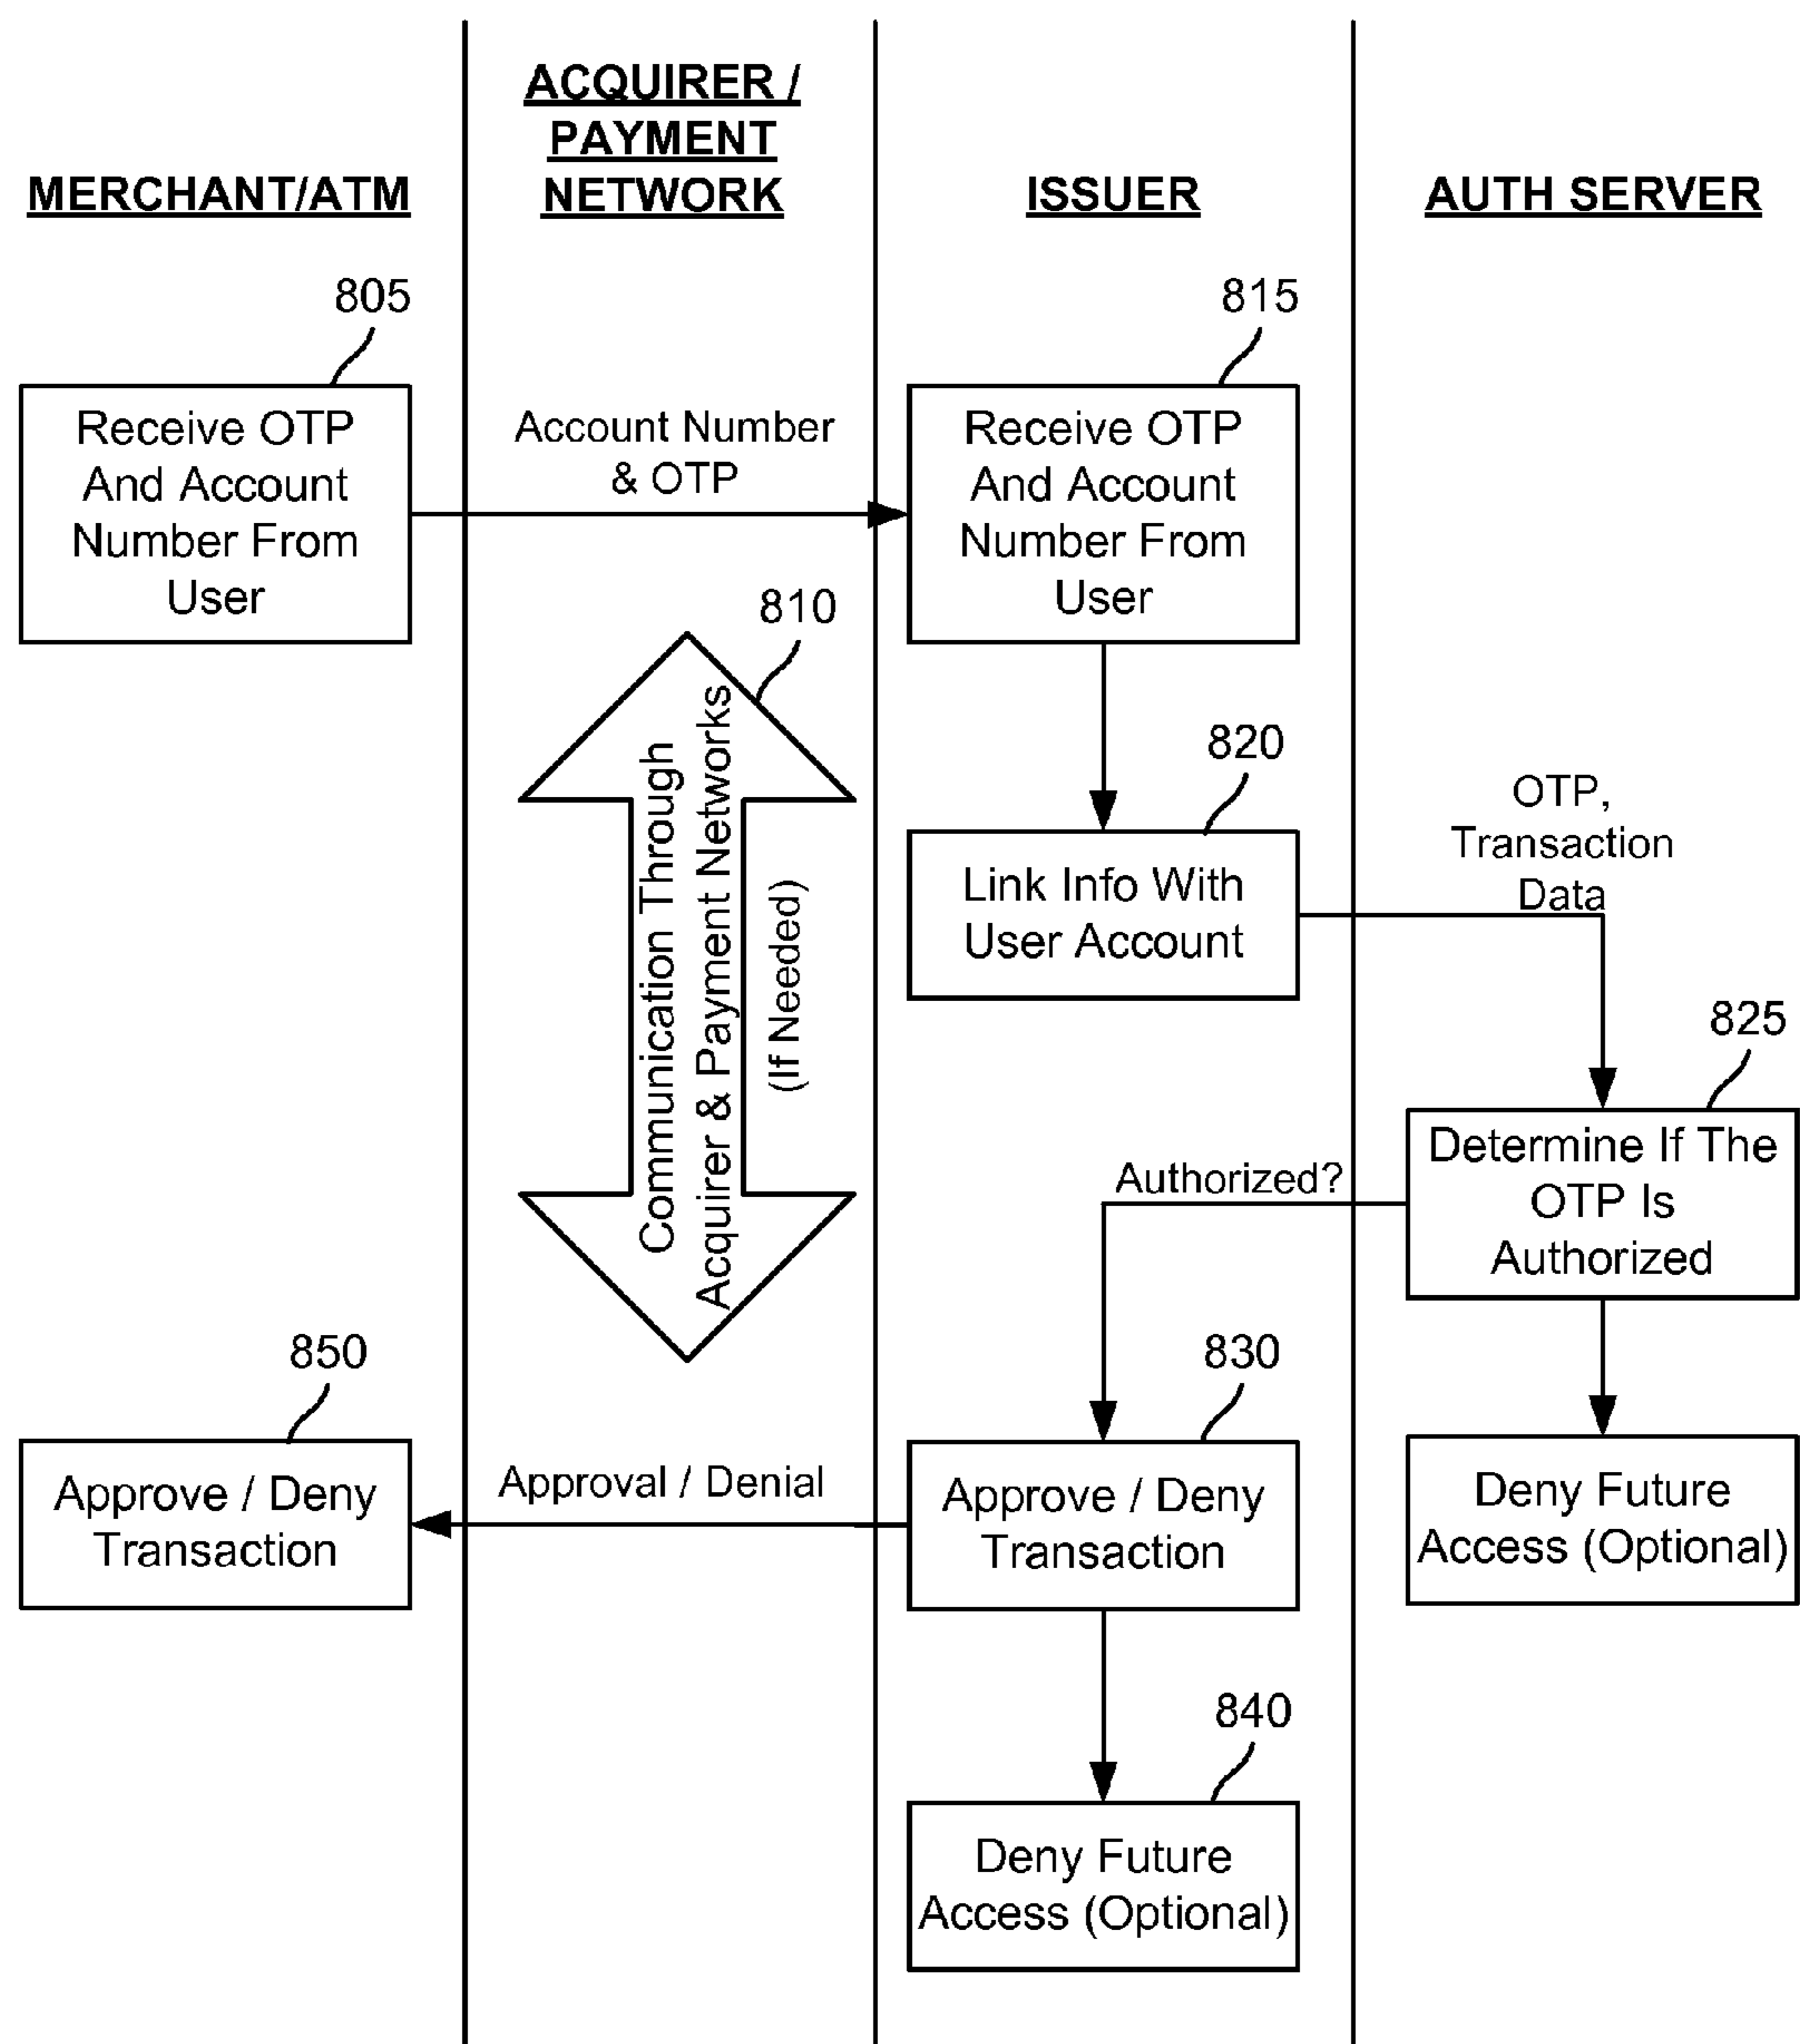 ACQUIRER /
PAYMENT
NETWORK
MERCHANT/ATM
ISSUER
AUTH SERVER
805
815
Receive OTP
And Account
Number From
User
Account Number
& OTP
Receive OTP
And Account
Number From
User
810
Communication Through
Acquirer & Payment Networks
(If Needed)
820
Link Info With
User Account
OTP,
Transaction
Data
825
Determine If The
OTP Is
Authorized
Authorized?
850
830
Approve / Deny
Transaction
Approval / Denial
Approve / Deny
Transaction
Deny Future
Access (Optional)
840
Deny Future
Access (Optional)